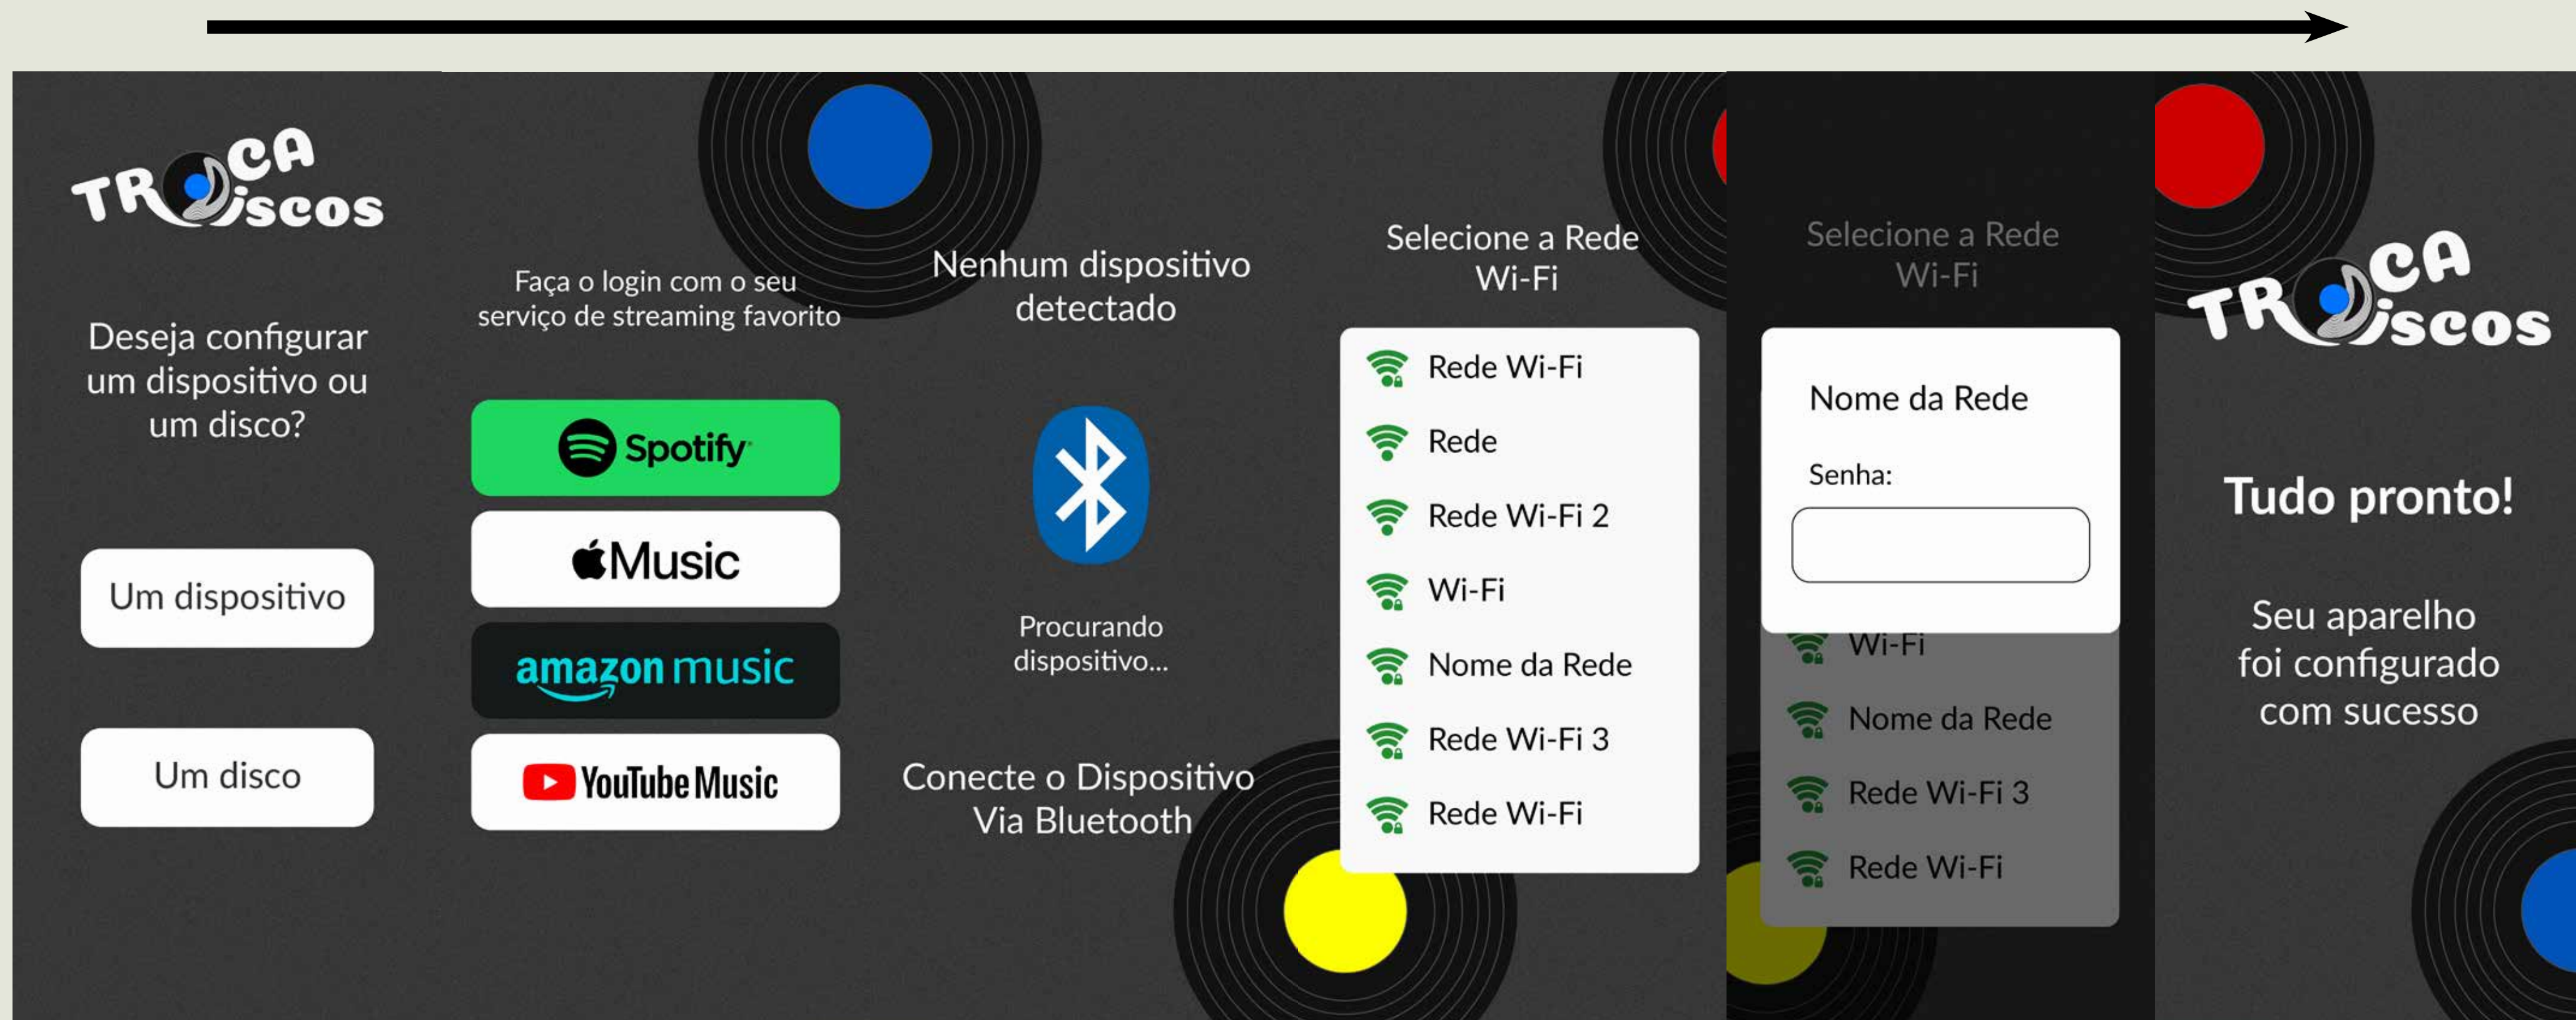 TROCA
Discos
Deseja configurar
um dispositivo ou
um disco?
Um dispositivo
Um disco
Faça o login com o seu
serviço de streaming favorito
Spotify
Music
amazon music
YouTube Music
Nenhum dispositivo
detectado
Procurando
dispositivo...
Conecte o Dispositivo
Via Bluetooth
Selecione a Rede
Wi-Fi
Rede Wi-Fi
Rede
Rede Wi-Fi 2
Wi-Fi
Nome da Rede
Rede Wi-Fi 3
Rede Wi-Fi
Selecione a Rede
Wi-Fi
Nome da Rede
Senha:
Wi-Fi
Nome da Rede
Rede Wi-Fi 3
Rede Wi-Fi
TROCA
Discos
Tudo pronto!
Seu aparelho
foi configurado
com sucesso